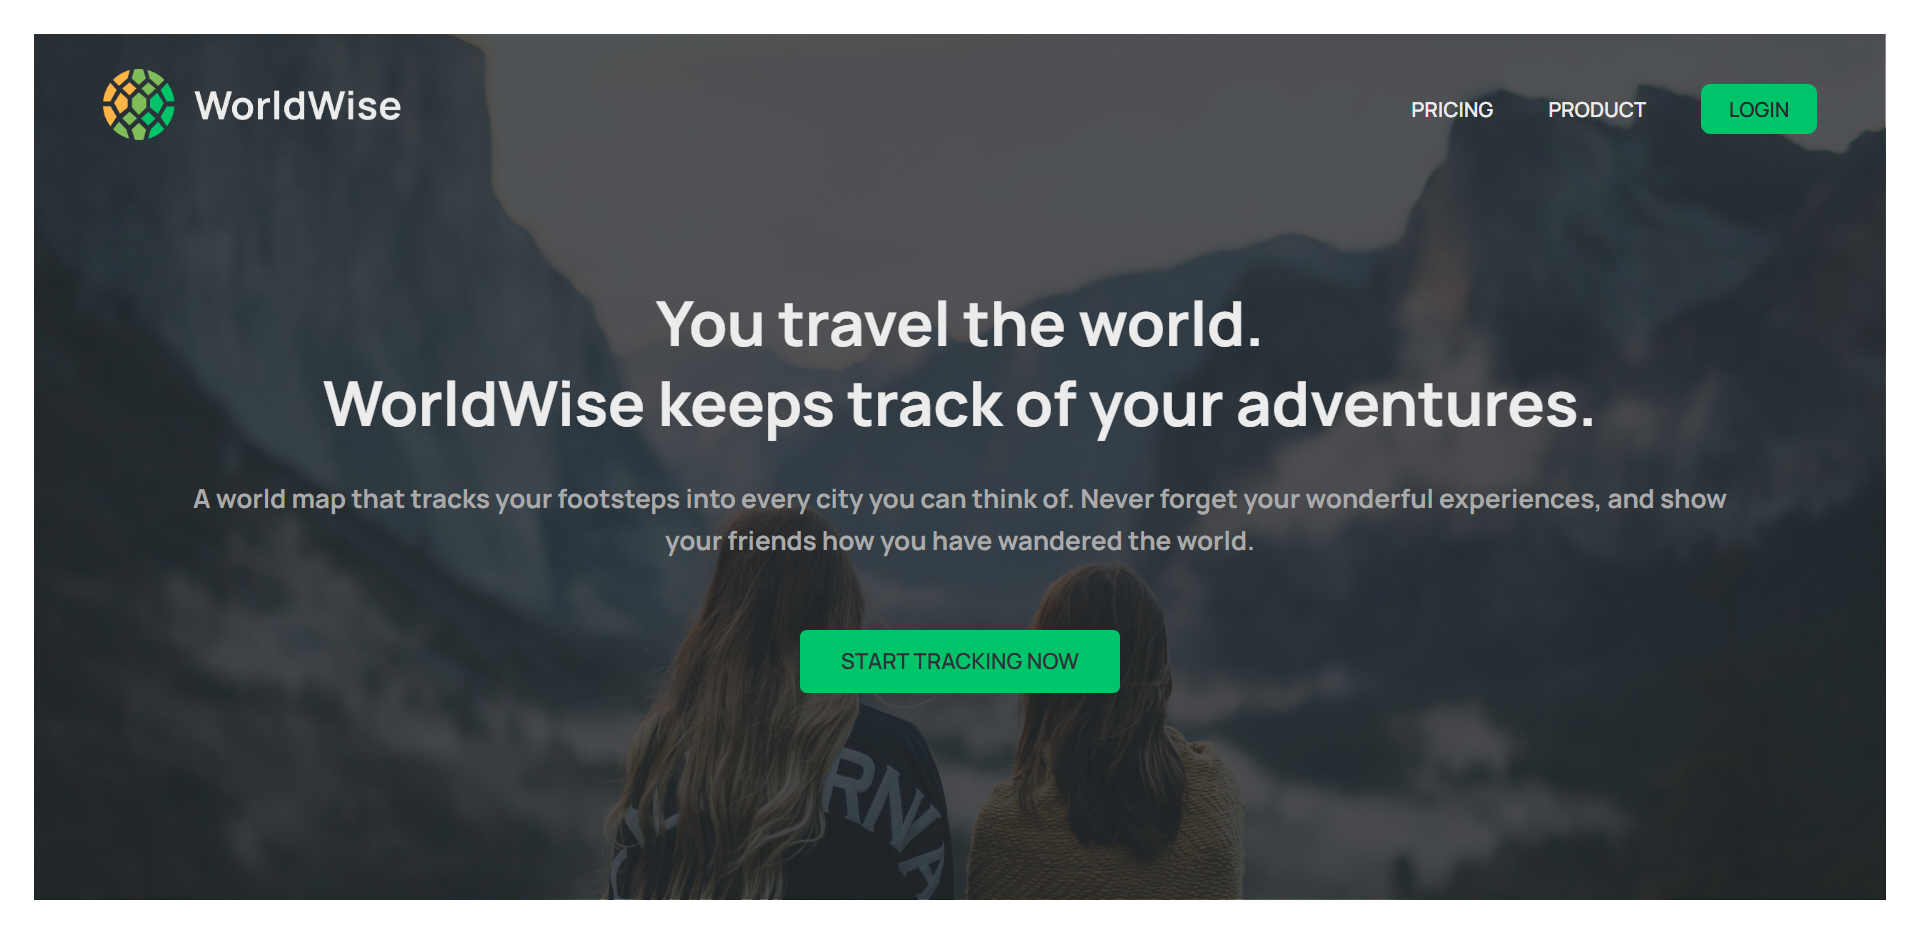 WorldWise
PRICING
PRODUCT
LOGIN
You travel the world.
WorldWise keeps track of your adventures.
A world map that tracks your footsteps into every city you can think of. Never forget your wonderful experiences, and show
your friends how you have wandered the world.
START TRACKING NOW
RNA